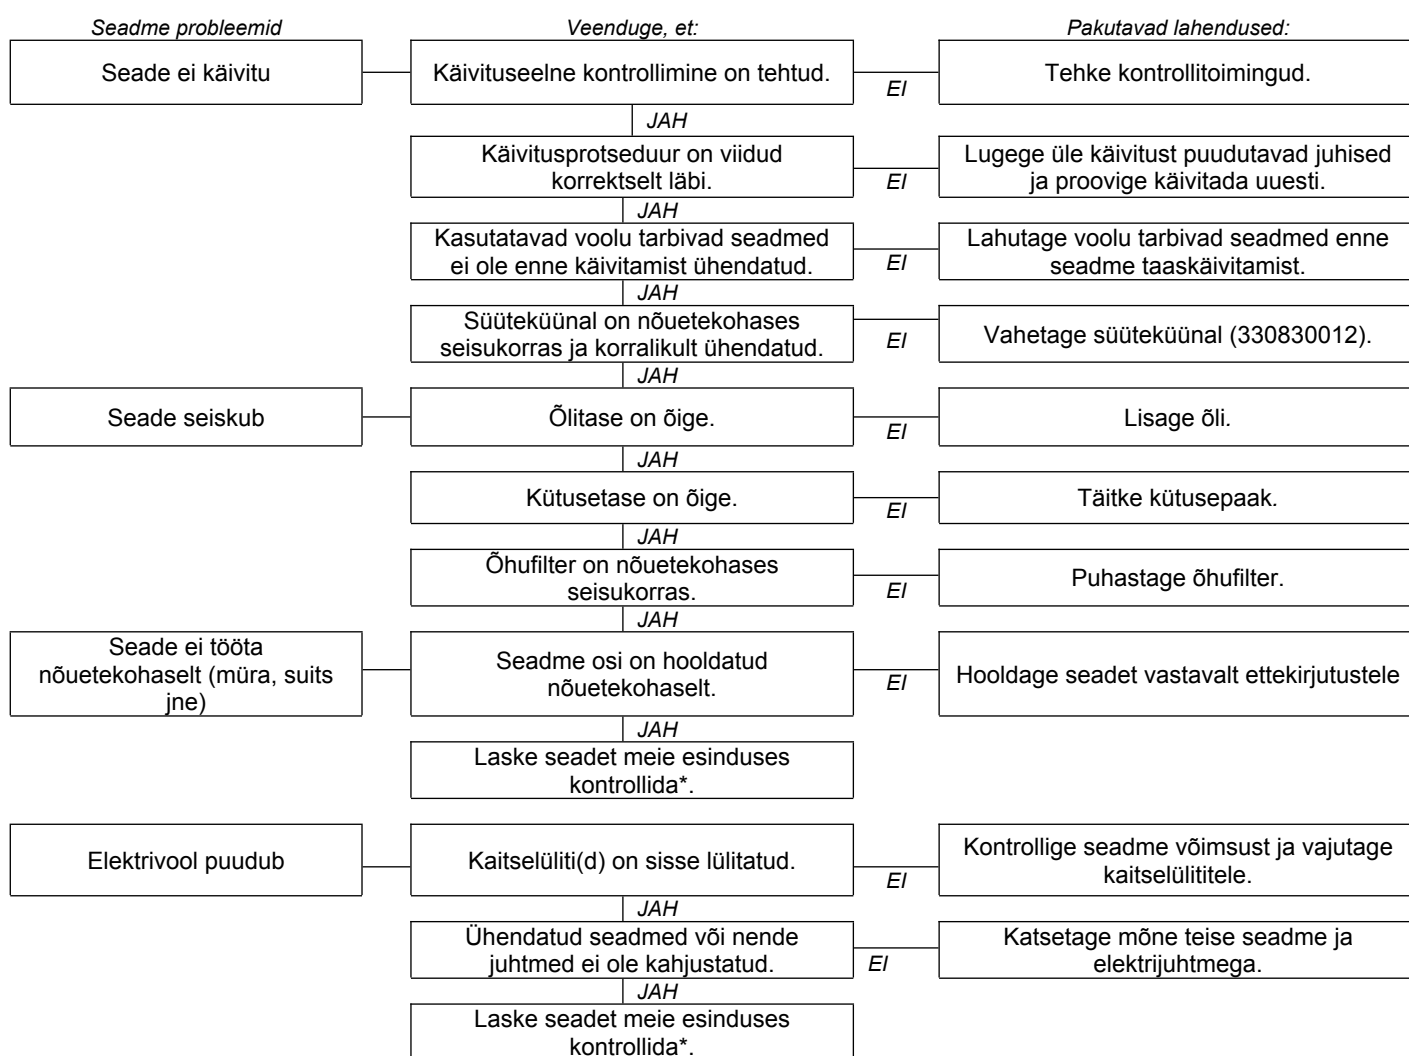 Seadme probleemid
Veenduge, et:
Pakutavad lahendused:
Seade ei käivitu
Käivituseelne kontrollimine on tehtud.
EI
Tehke kontrollitoimingud.
JAH
Käivitusprotseduur on viidud
korrektselt läbi.
EI
Lugege üle käivitust puudutavad juhised
ja proovige käivitada uuesti.
JAH
Kasutatavad voolu tarbivad seadmed
ei ole enne käivitamist ühendatud.
EI
Lahutage voolu tarbivad seadmed enne
seadme taaskäivitamist.
JAH
Süüteküünal on nõuetekohases
seisukorras ja korralikult ühendatud.
EI
Vahetage süüteküünal (330830012).
JAH
Seade seiskub
Õlitase on õige.
EI
Lisage õli.
JAH
Kütusetase on õige.
EI
Täitke kütusepaak.
JAH
Õhufilter on nõuetekohases
seisukorras.
EI
Puhastage õhufilter.
JAH
Seade ei tööta
nõuetekohaselt (müra, suits
jne)
Seadme osi on hooldatud
nõuetekohaselt.
EI
Hooldage seadet vastavalt ettekirjutustele
JAH
Laske seadet meie esinduses
kontrollida*.
Elektrivool puudub
Kaitselüliti(d) on sisse lülitatud.
EI
Kontrollige seadme võimsust ja vajutage
kaitselülititele.
JAH
Ühendatud seadmed või nende
juhtmed ei ole kahjustatud.
EI
Katsetage mõne teise seadme ja
elektrijuhtmega.
JAH
Laske seadet meie esinduses
kontrollida*.